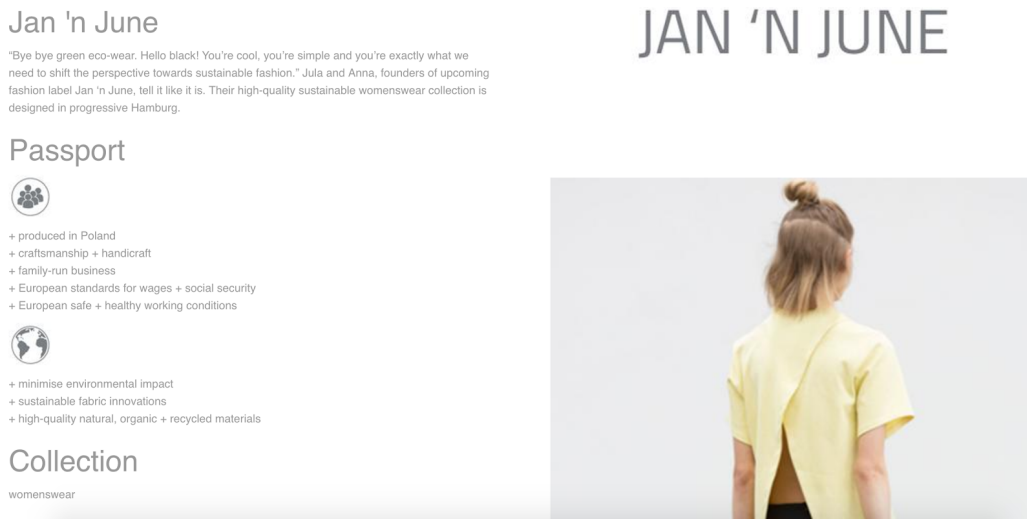 Jan 'n June
“Bye bye green eco-wear. Hello black! You’re cool, you’re simple and you’re exactly what we
need to shift the perspective towards sustainable fashion.” Jula and Anna, founders of upcoming
fashion label Jan ‘n June, tell it like it is. Their high-quality sustainable womenswear collection is
designed in progressive Hamburg.
Passport
+ produced in Poland
+ craftsmanship + handicraft
+ family-run business
+ European standards for wages + social security
+ European safe + healthy working conditions
+ minimise environmental impact
+ sustainable fabric innovations
+ high-quality natural, organic + recycled materials
Collection
womenswear
JAN ‘N JUNE